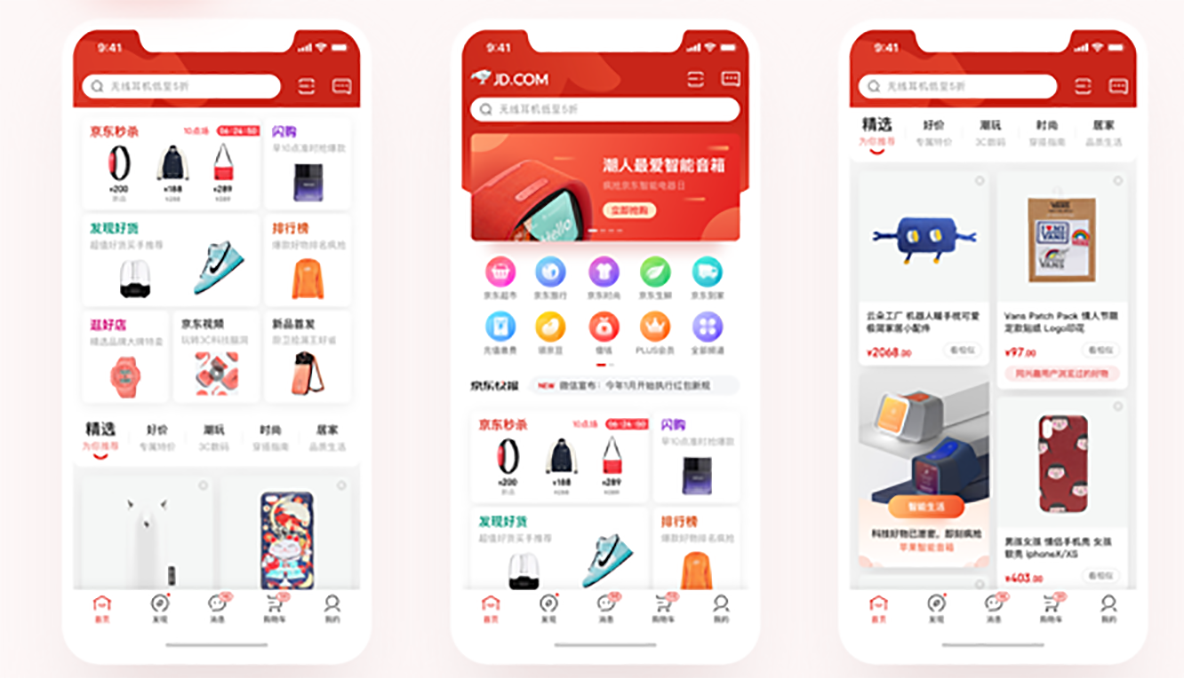 9:41
无线耳机低至5折
京东秒杀
10点场
06:24:50
闪购
早10点准时抢爆款
¥200
¥188
¥288
¥289
发现好货
超值好货买手推荐
排行榜
爆款好物排名疯抢
逛好店
精选品牌大牌特卖
京东视频
玩转3C科技脑洞
新品首发
精选
为你推荐
好价
专属特价
潮玩
3C数码
时尚
穿搭指南
居家
品质生活
首页
发现
消息
购物车
我的
9:41
JD.COM
无线耳机低至5折
潮人最爱智能音箱
疯抢京东智能电器日
立即抢购
Hello
京东超市
京东旅行
京东时尚
京东生鲜
京东到家
充值缴费
领京豆
借钱
PLUS会员
全部频道
京东快报
NEW
微信宣布：今年1月开始执行红包新规
京东秒杀
10点场
06:24:50
闪购
早10点准时抢爆款
¥200
¥188
¥288
¥289
发现好货
超值好货买手推荐
排行榜
爆款好物排名疯抢
首页
发现
消息
购物车
我的
9:41
无线耳机低至5折
精选
为你推荐
好价
专属特价
潮玩
3C数码
时尚
穿搭指南
居家
品质生活
云朵工厂 机器人睡手枕可爱
极简家居小配件
¥2068.00
看相似
VANS
Vans Patch Pack 情人节限
定款贴纸 Logo印花
¥97.00
看相似
同兴趣用户浏览过的好物
智能生活
科技好物已泄密，即刻疯抢
苹果智能音箱
男孩女孩 情侣手机壳 女孩
软壳 iphoneX/XS
¥403.00
看相似
首页
发现
消息
购物车
我的